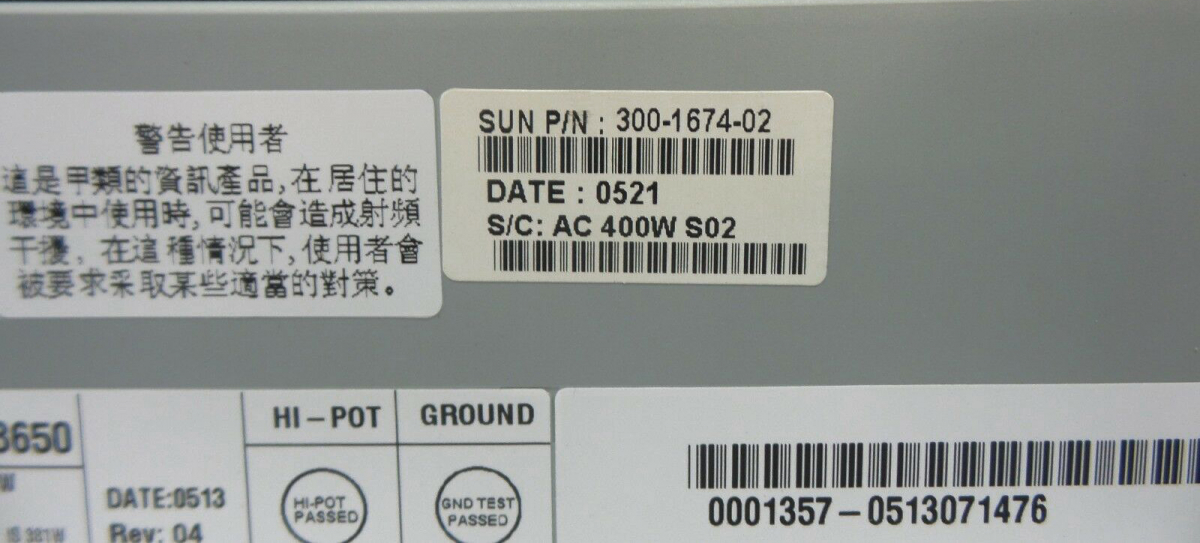 警告使用者
這是甲類的資訊產品,在居住的
環境中使用時,可能會造成射頻
干擾，在這種情況下,使用者會
被要求采取某些適當的對策。
SUN P/N : 300-1674-02
DATE : 0521
S/C: AC 400W S02
3650
W
IS 381W
DATE:0513
Rev: 04
HI-POT
GROUND
HI-POT
PASSED
GND TEST
PASSED
0001357-0513071476